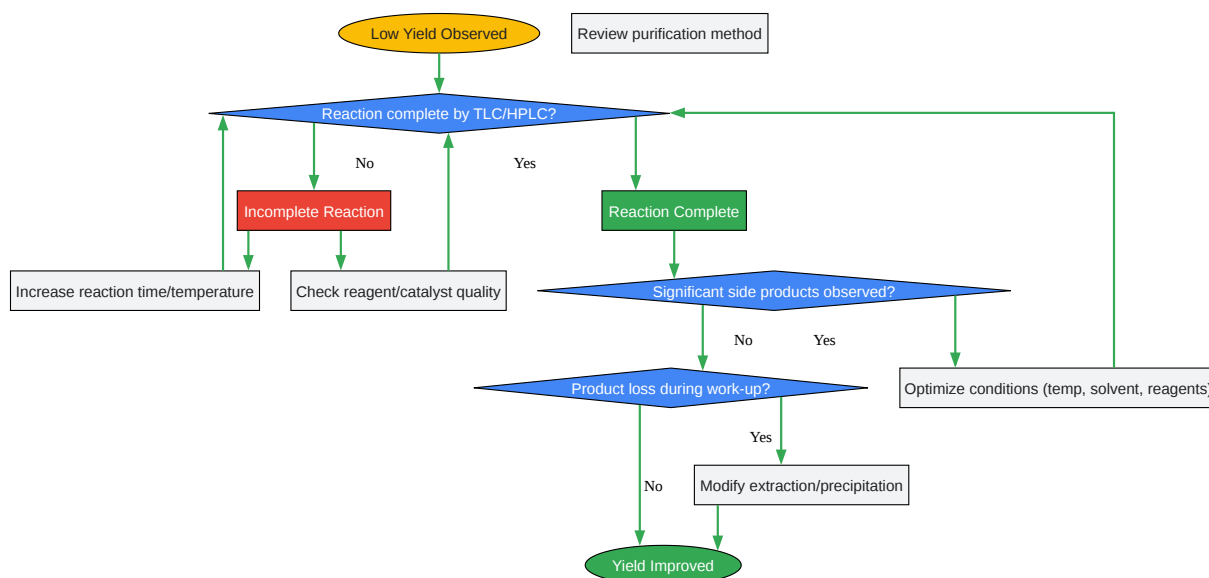 Low Yield Observed
Review purification method
Reaction complete by TLC/HPLC?
No
Yes
Incomplete Reaction
Reaction Complete
Increase reaction time/temperature
Check reagent/catalyst quality
Significant side products observed?
No
Yes
Product loss during work-up?
Optimize conditions (temp, solvent, reagents)
Yes
No
Modify extraction/precipitation
Yield Improved